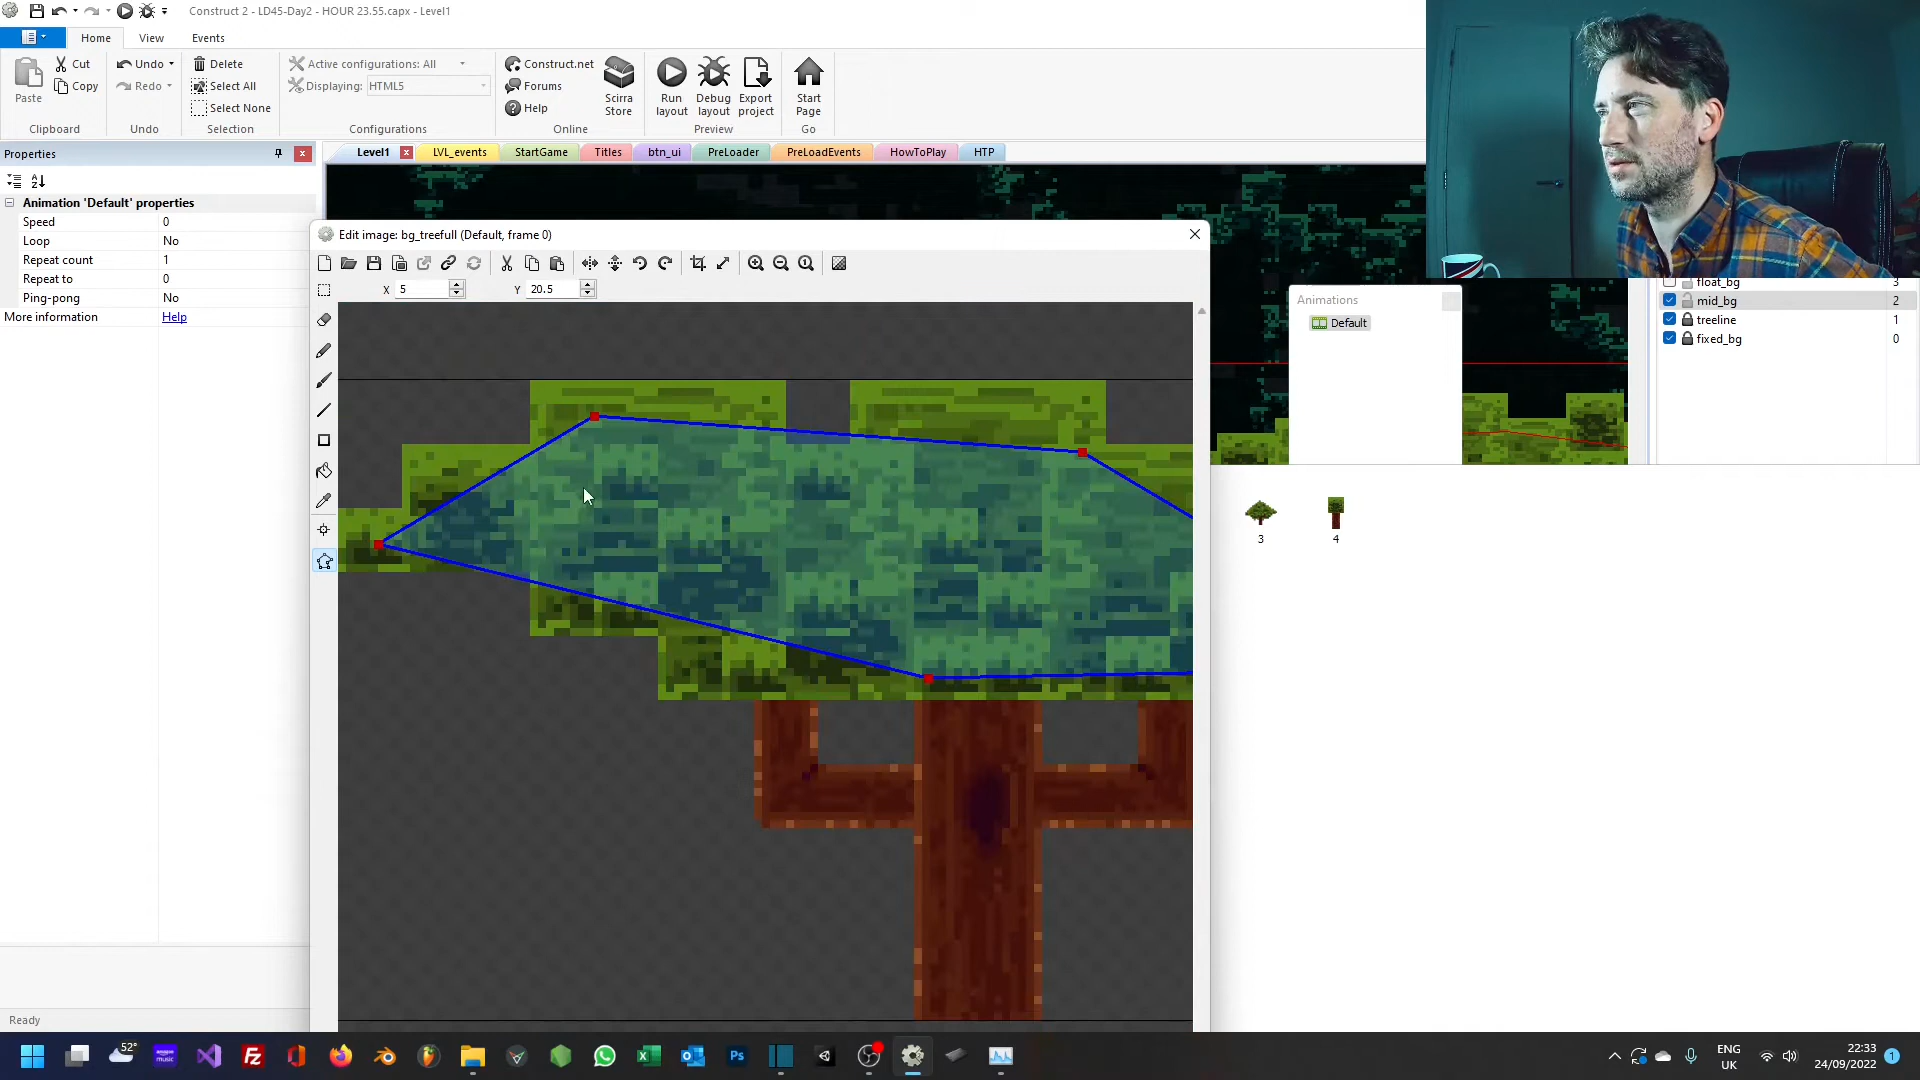 Construct 2 - LD45-Day2 - HOUR 23.55.capx - Level1
Home View Events
Paste
Cut
Copy
Clipboard
Undo
Redo
Undo
Delete
Select All
Select None
Selection
Active configurations: All
Displaying: HTML5
Configurations
Construct.net
Forums
Help
Scirra Store
Online
Run layout
Debug layout
Export project
Preview
Start Page
Go
Properties
Level1 LVL_events StartGame Titles btn_ui PreLoader PreLoadEvents HowToPlay HTP
Animation 'Default' properties
Speed 0
Loop No
Repeat count 1
Repeat to 0
Ping-pong No
More information Help
Edit image: bg_treefull (Default, frame 0)
X 5 Y 20.5
Animations
Default
float_bg 3
mid_bg 2
treeline 1
fixed_bg 0
3 4
Ready
52°
music
ENG
UK
22:33
24/09/2022
1